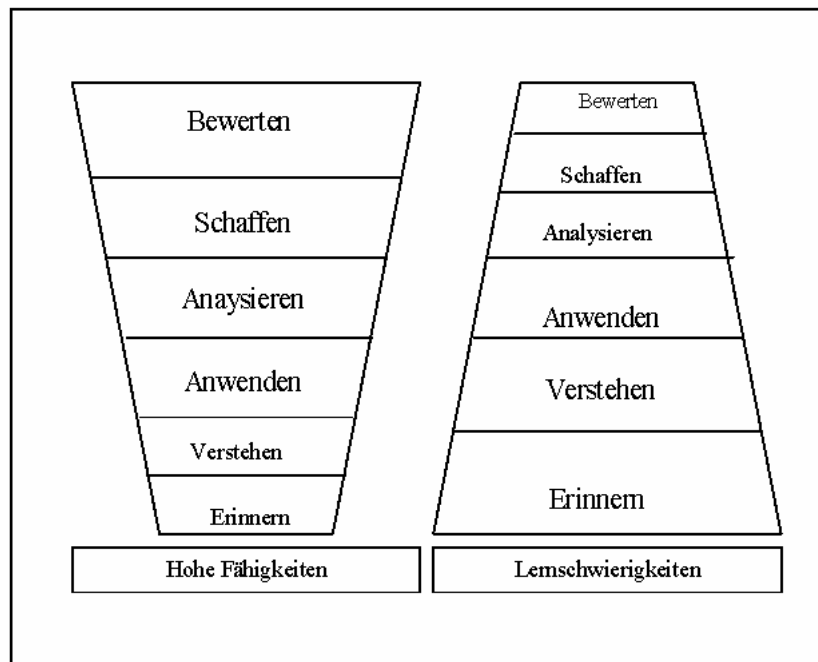 Bewerten
Schaffen
Anaysieren
Anwenden
Verstehen
Erinnern
Hohe Fähigkeiten
Bewerten
Schaffen
Analysieren
Anwenden
Verstehen
Erinnern
Lernschwierigkeiten